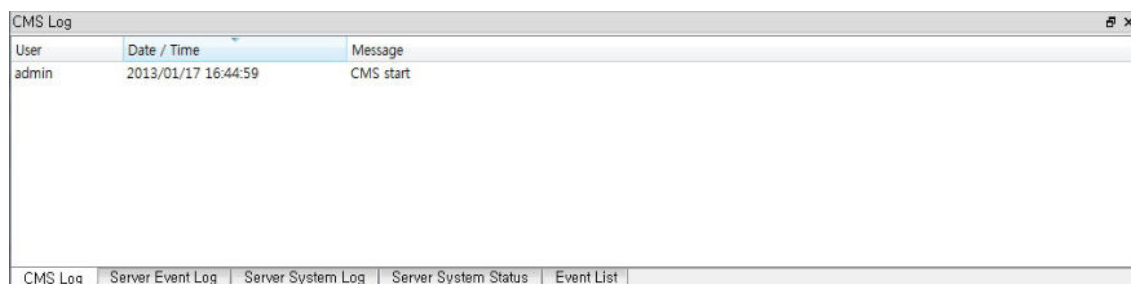 CMS Log
User Date / Time Message
admin 2013/01/17 16:44:59 CMS start
CMS Log Server Event Log Server System Log Server System Status Event List